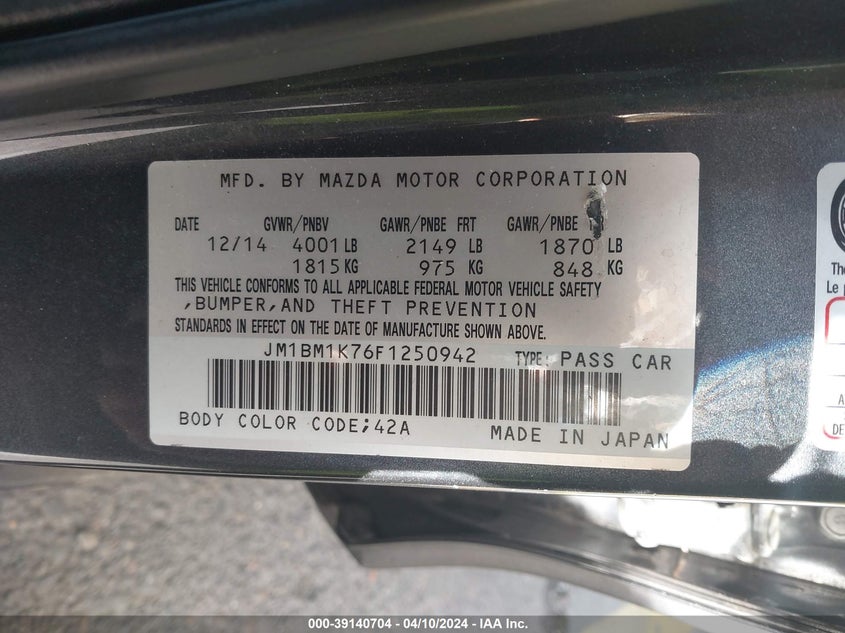 MFD. BY MAZDA MOTOR CORPORATION
DATE GVWR/PNBV GAWR/PNBE FRT GAWR/PNBE
12/14 4001 LB 2149 LB 1870 LB
1815 KG 975 KG 848 KG
THIS VEHICLE CONFORMS TO ALL APPLICABLE FEDERAL MOTOR VEHICLE SAFETY
,BUMPER,AND THEFT PREVENTION
STANDARDS IN EFFECT ON THE DATE OF MANUFACTURE SHOWN ABOVE.
JM1BM1K76F1250942 TYPE: PASS CAR
BODY COLOR CODE;42A MADE IN JAPAN
The
Le p
A
DE
000-39140704 - 04/10/2024 - IAA Inc.